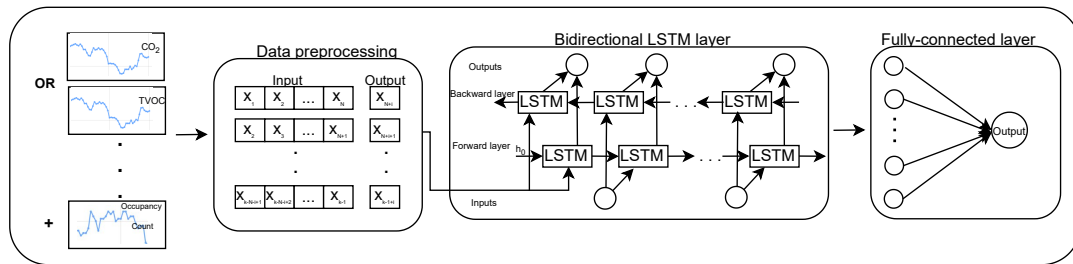 OR
CO2
TVOC
+
Occupancy
Count
Data preprocessing
Input Output
X1 X2 ... XN XN+i
X2 X3 ... XN+1 XN+i+1
Xk-N-i+1 Xk-N-i+2 ... Xk-1 Xk-1+i
Bidirectional LSTM layer
Outputs
Backward layer LSTM LSTM ... LSTM
Forward layer h0 LSTM LSTM ... LSTM
Inputs
Fully-connected layer
Output